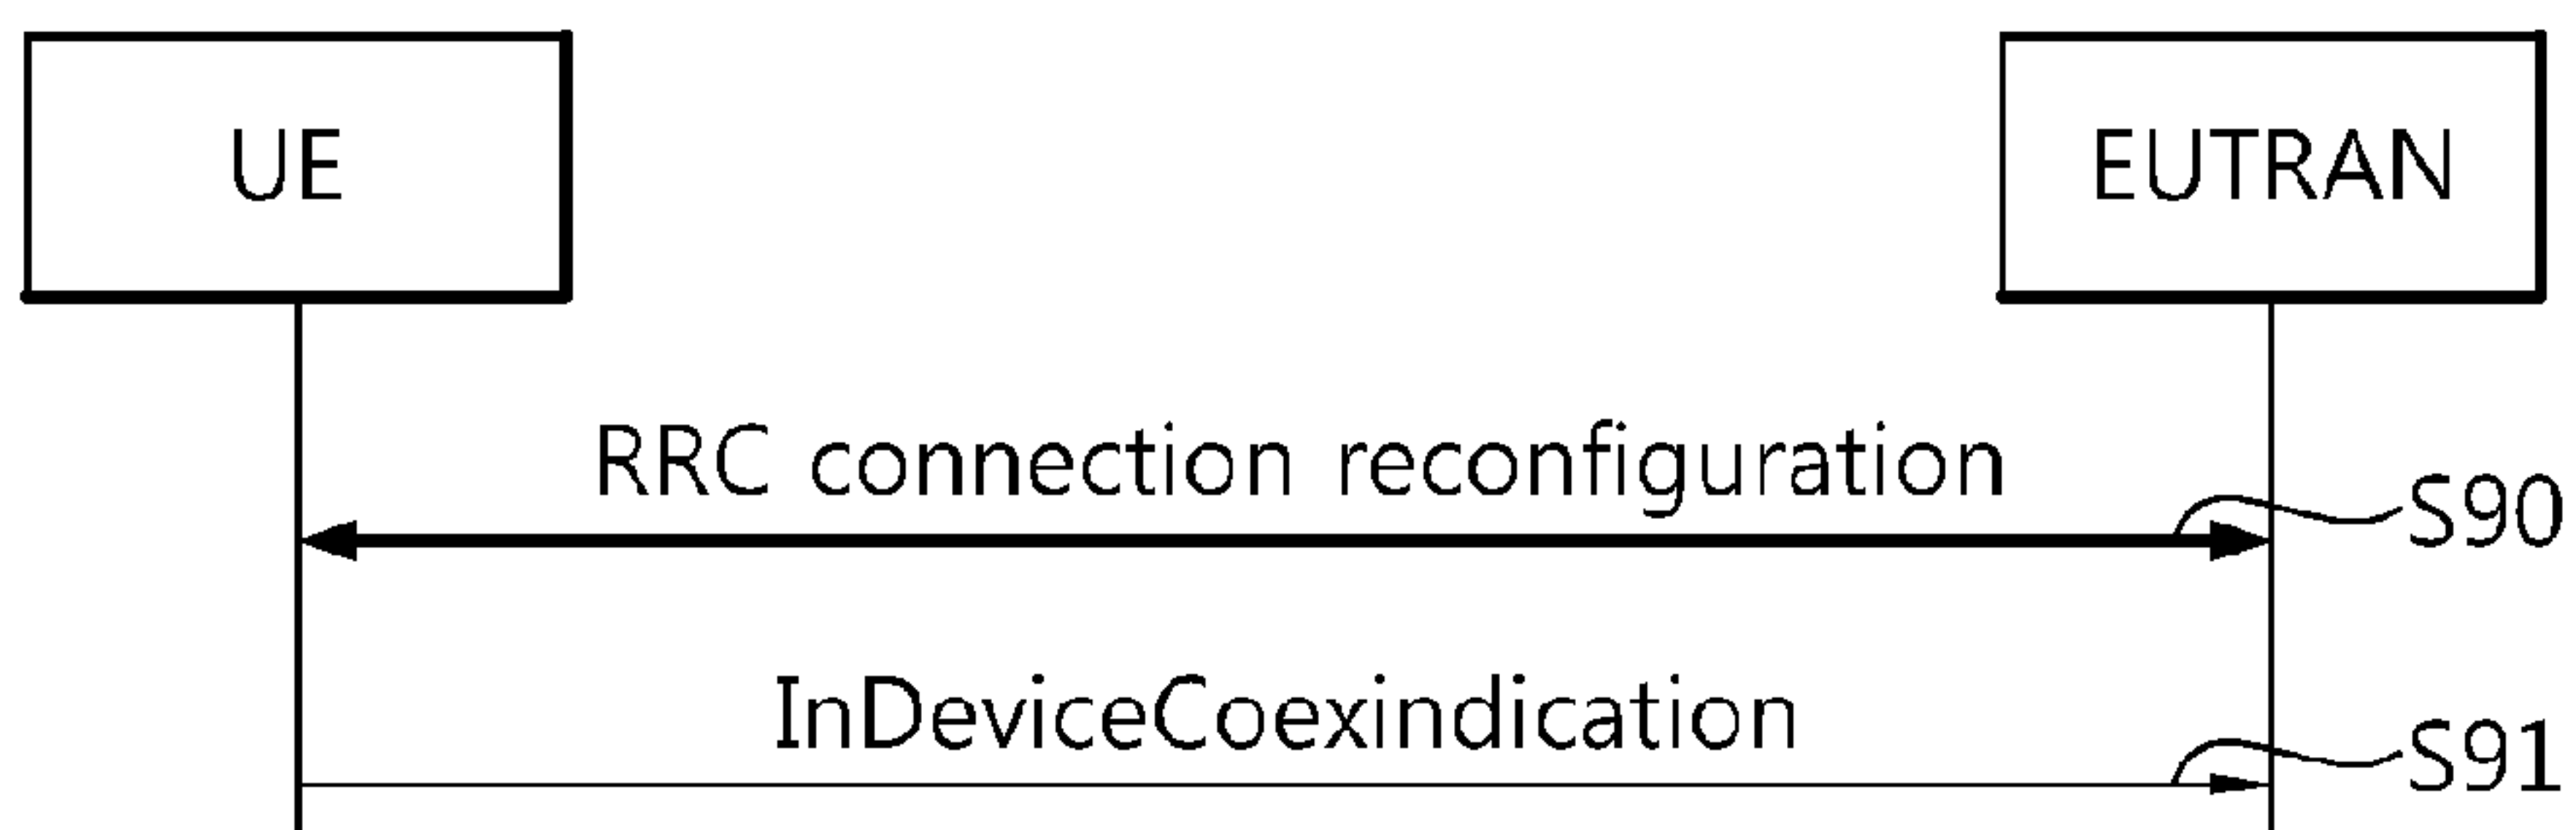 UE
EUTRAN
RRC connection reconfiguration
S90
InDeviceCoexindication
S91